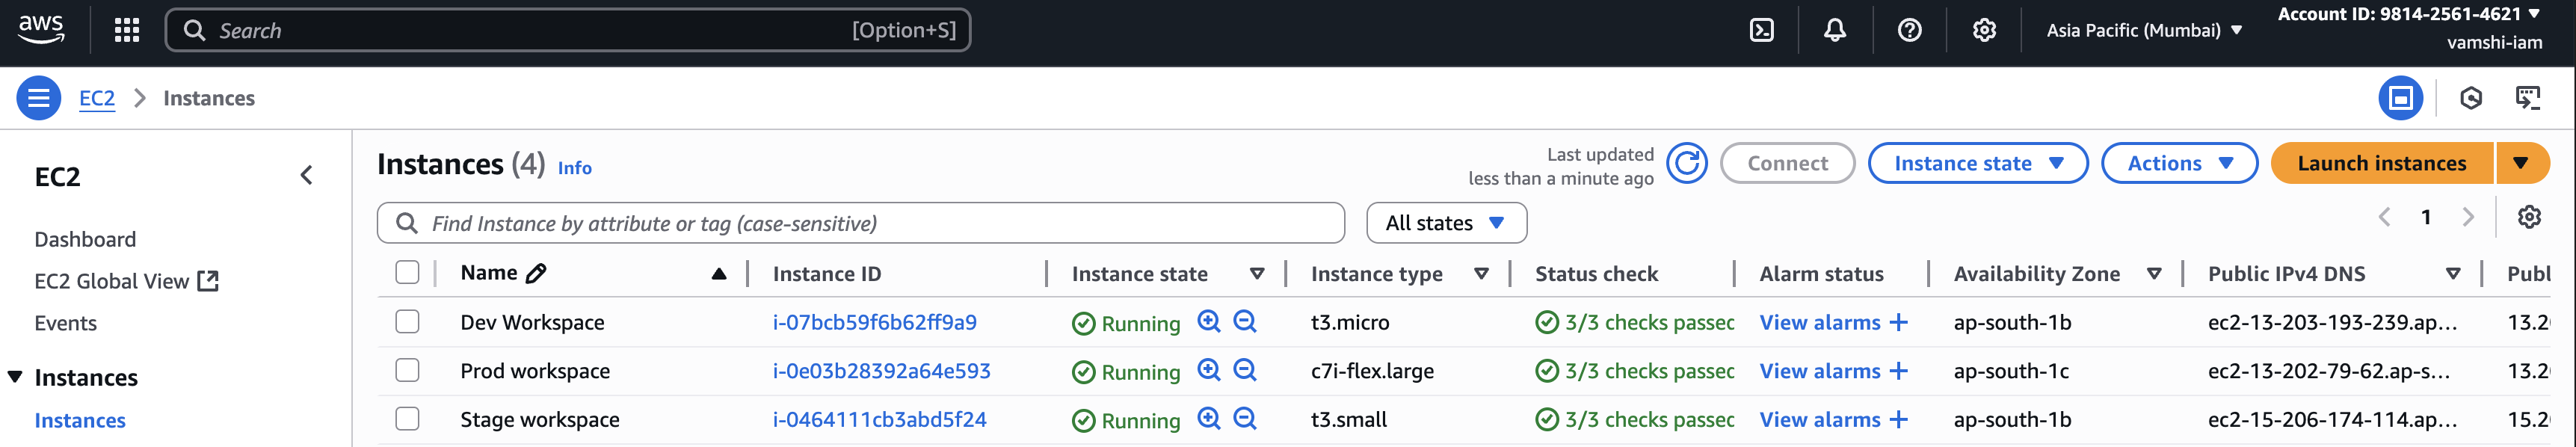 aws
Search [Option+S]
Asia Pacific (Mumbai)
Account ID: 9814-2561-4621
vamshi-iam
EC2 Instances
EC2
Dashboard
EC2 Global View
Events
Instances
Instances
Instances (4) Info
Last updated
less than a minute ago
Connect Instance state Actions Launch instances
Find Instance by attribute or tag (case-sensitive) All states 1
Name Instance ID Instance state Instance type Status check Alarm status Availability Zone Public IPv4 DNS Publ
Dev Workspace i-07bcb59f6b62ff9a9 Running t3.micro 3/3 checks passed View alarms + ap-south-1b ec2-13-203-193-239.ap... 13.20
Prod workspace i-0e03b28392a64e593 Running c7i-flex.large 3/3 checks passed View alarms + ap-south-1c ec2-13-202-79-62.ap-s... 13.20
Stage workspace i-0464111cb3abd5f24 Running t3.small 3/3 checks passed View alarms + ap-south-1b ec2-15-206-174-114.ap... 15.20